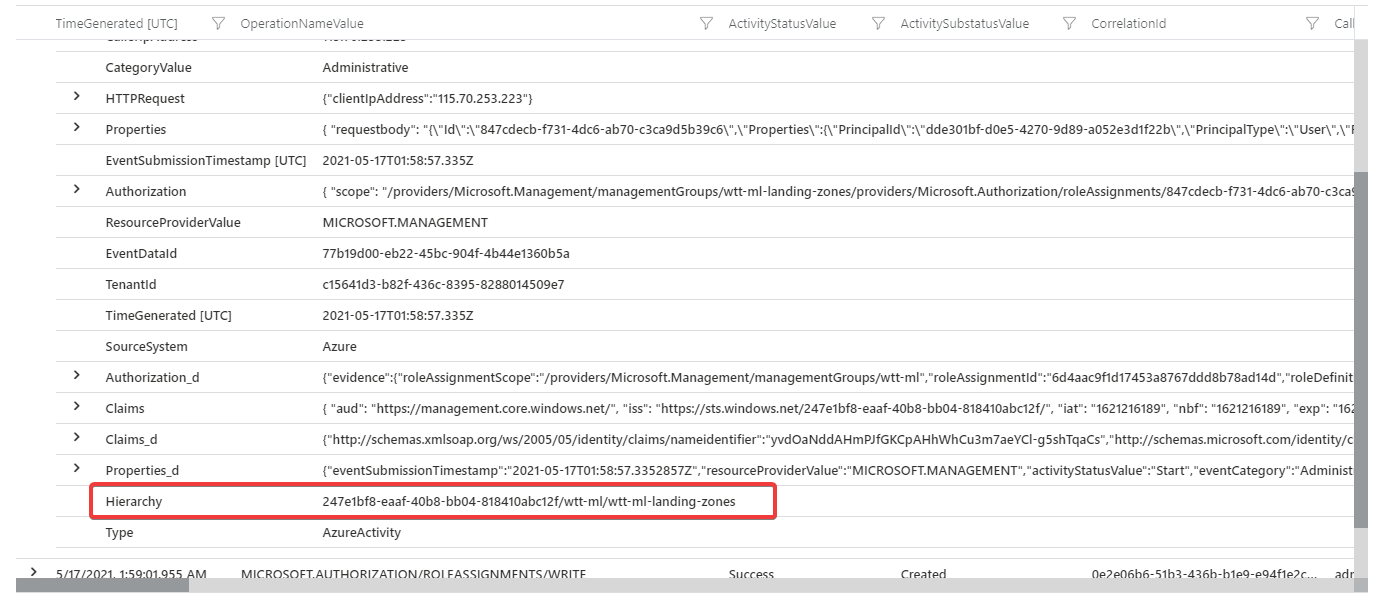 TimeGenerated [UTC] OperationNameValue ActivityStatusValue ActivitySubstatusValue CorrelationId Call
CategoryValue Administrative
HTTPRequest {"clientIpAddress":"115.70.253.223"}
Properties { "requestbody": "{\"Id\":\"847cdecb-f731-4dc6-ab70-c3ca9d5b39c6\",\"Properties\":{\"PrincipalId\":\"dde301bf-d0e5-4270-9d89-a052e3d1f22b\",\"PrincipalType\":\"User\",\"
EventSubmissionTimestamp [UTC] 2021-05-17T01:58:57.335Z
Authorization { "scope": "/providers/Microsoft.Management/managementGroups/wtt-ml-landing-zones/providers/Microsoft.Authorization/roleAssignments/847cdecb-f731-4dc6-ab70-c3ca9
ResourceProviderValue MICROSOFT.MANAGEMENT
EventDataId 77b19d00-eb22-45bc-904f-4b44e1360b5a
TenantId c15641d3-b82f-436c-8395-8288014509e7
TimeGenerated [UTC] 2021-05-17T01:58:57.335Z
SourceSystem Azure
Authorization_d {"evidence":{"roleAssignmentScope":"/providers/Microsoft.Management/managementGroups/wtt-ml","roleAssignmentId":"6d4aac9f1d17453a8767ddd8b78ad14d","roleDefinit
Claims { "aud": "https://management.core.windows.net/", "iss": "https://sts.windows.net/247e1bf8-eaaf-40b8-bb04-818410abc12f/", "iat": "1621216189", "nbf": "1621216189", "exp": "162
Claims_d {"http://schemas.xmlsoap.org/ws/2005/05/identity/claims/nameidentifier":"yvdOaNddAHmPJfGKCpAHhWhCu3m7aeYCl-g5shTqaCs","http://schemas.microsoft.com/identity/c
Properties_d {"eventSubmissionTimestamp":"2021-05-17T01:58:57.3352857Z","resourceProviderValue":"MICROSOFT.MANAGEMENT","activityStatusValue":"Start","eventCategory":"Administ
Hierarchy 247e1bf8-eaaf-40b8-bb04-818410abc12f/wtt-ml/wtt-ml-landing-zones
Type AzureActivity
5/17/2021, 1:59:01.955 AM MICROSOFT.AUTHORIZATION/ROLEASSIGNMENTS/WRITE Success Created 0e2e06b6-51b3-436b-b1e9-e94f1e2c... adr